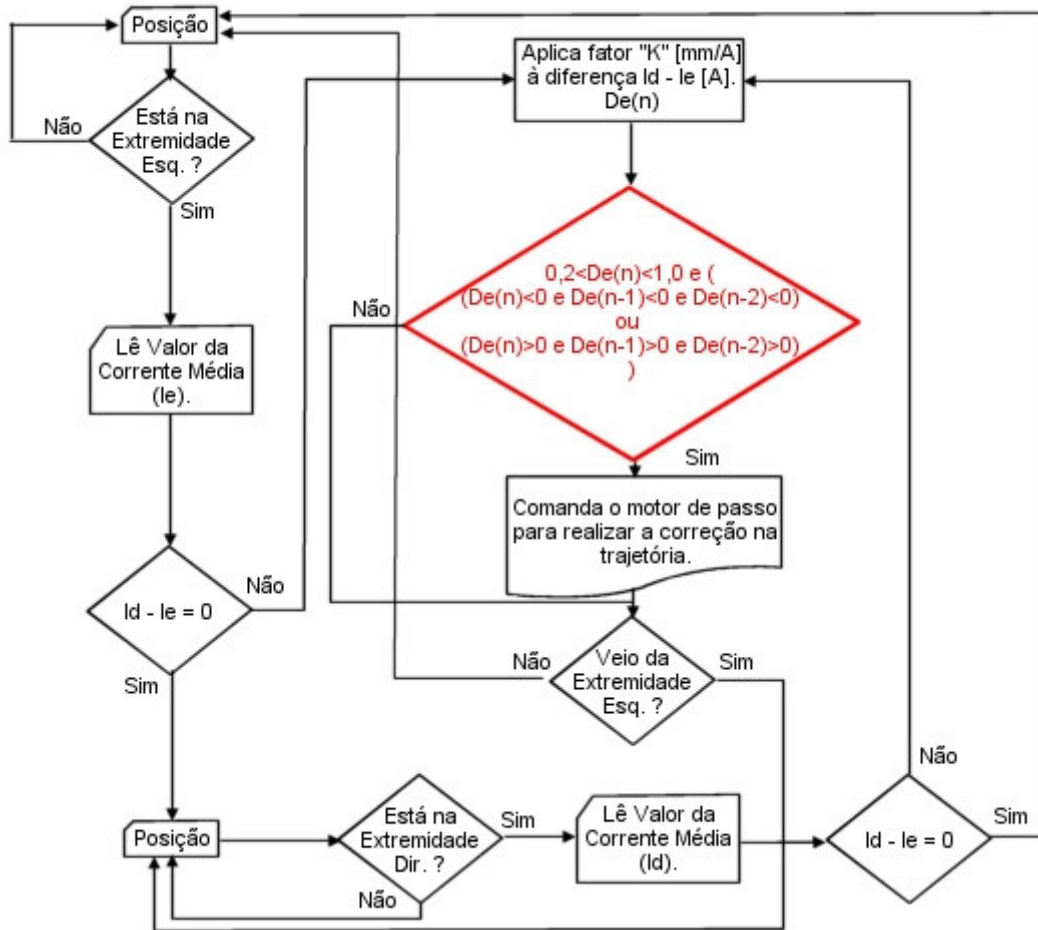 Posição
Está na
Extremidade
Esq. ?
Não
Sim
Lê Valor da
Corrente Média
(Ie).
Id - Ie = 0
Não
Sim
Aplica fator "K" [mm/A]
à diferença Id - Ie [A].
De(n)
0,2<De(n)<1,0 e (
(De(n)<0 e De(n-1)<0 e De(n-2)<0)
ou
(De(n)>0 e De(n-1)>0 e De(n-2)>0)
)
Não
Sim
Comanda o motor de passo
para realizar a correção na
trajetória.
Veio da
Extremidade
Esq. ?
Não
Sim
Posição
Está na
Extremidade
Dir. ?
Sim
Não
Lê Valor da
Corrente Média
(Id).
Id - Ie = 0
Não
Sim